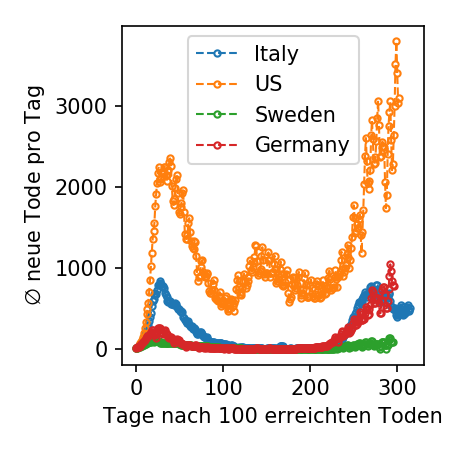 Italy
US
Sweden
Germany
∅ neue Tode pro Tag
3000
2000
1000
0
0
100
200
300
Tage nach 100 erreichten Toden